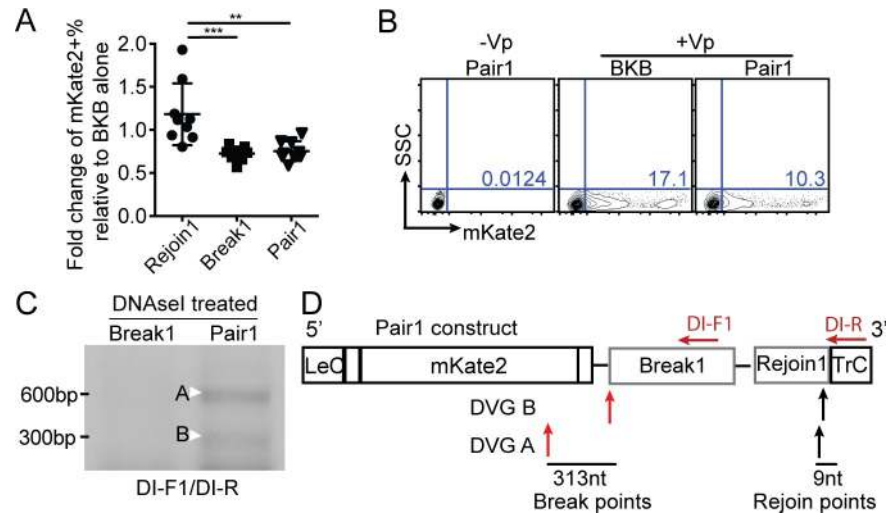 A
Fold change of mKate2+%
relative to BKB alone
2.0
1.5
1.0
0.5
0.0
**
***
Rejoin1
Break1
Pair1
B
-Vp
+Vp
Pair1
BKB
Pair1
SSC
0.0124
17.1
10.3
mKate2
C
DNAseI treated
Break1
Pair1
600bp
A
300bp
B
DI-F1/DI-R
D
5'
Pair1 construct
DI-F1
DI-R
3'
LeC
mKate2
Break1
Rejoin1
TrC
DVG B
DVG A
313nt
Break points
9nt
Rejoin points